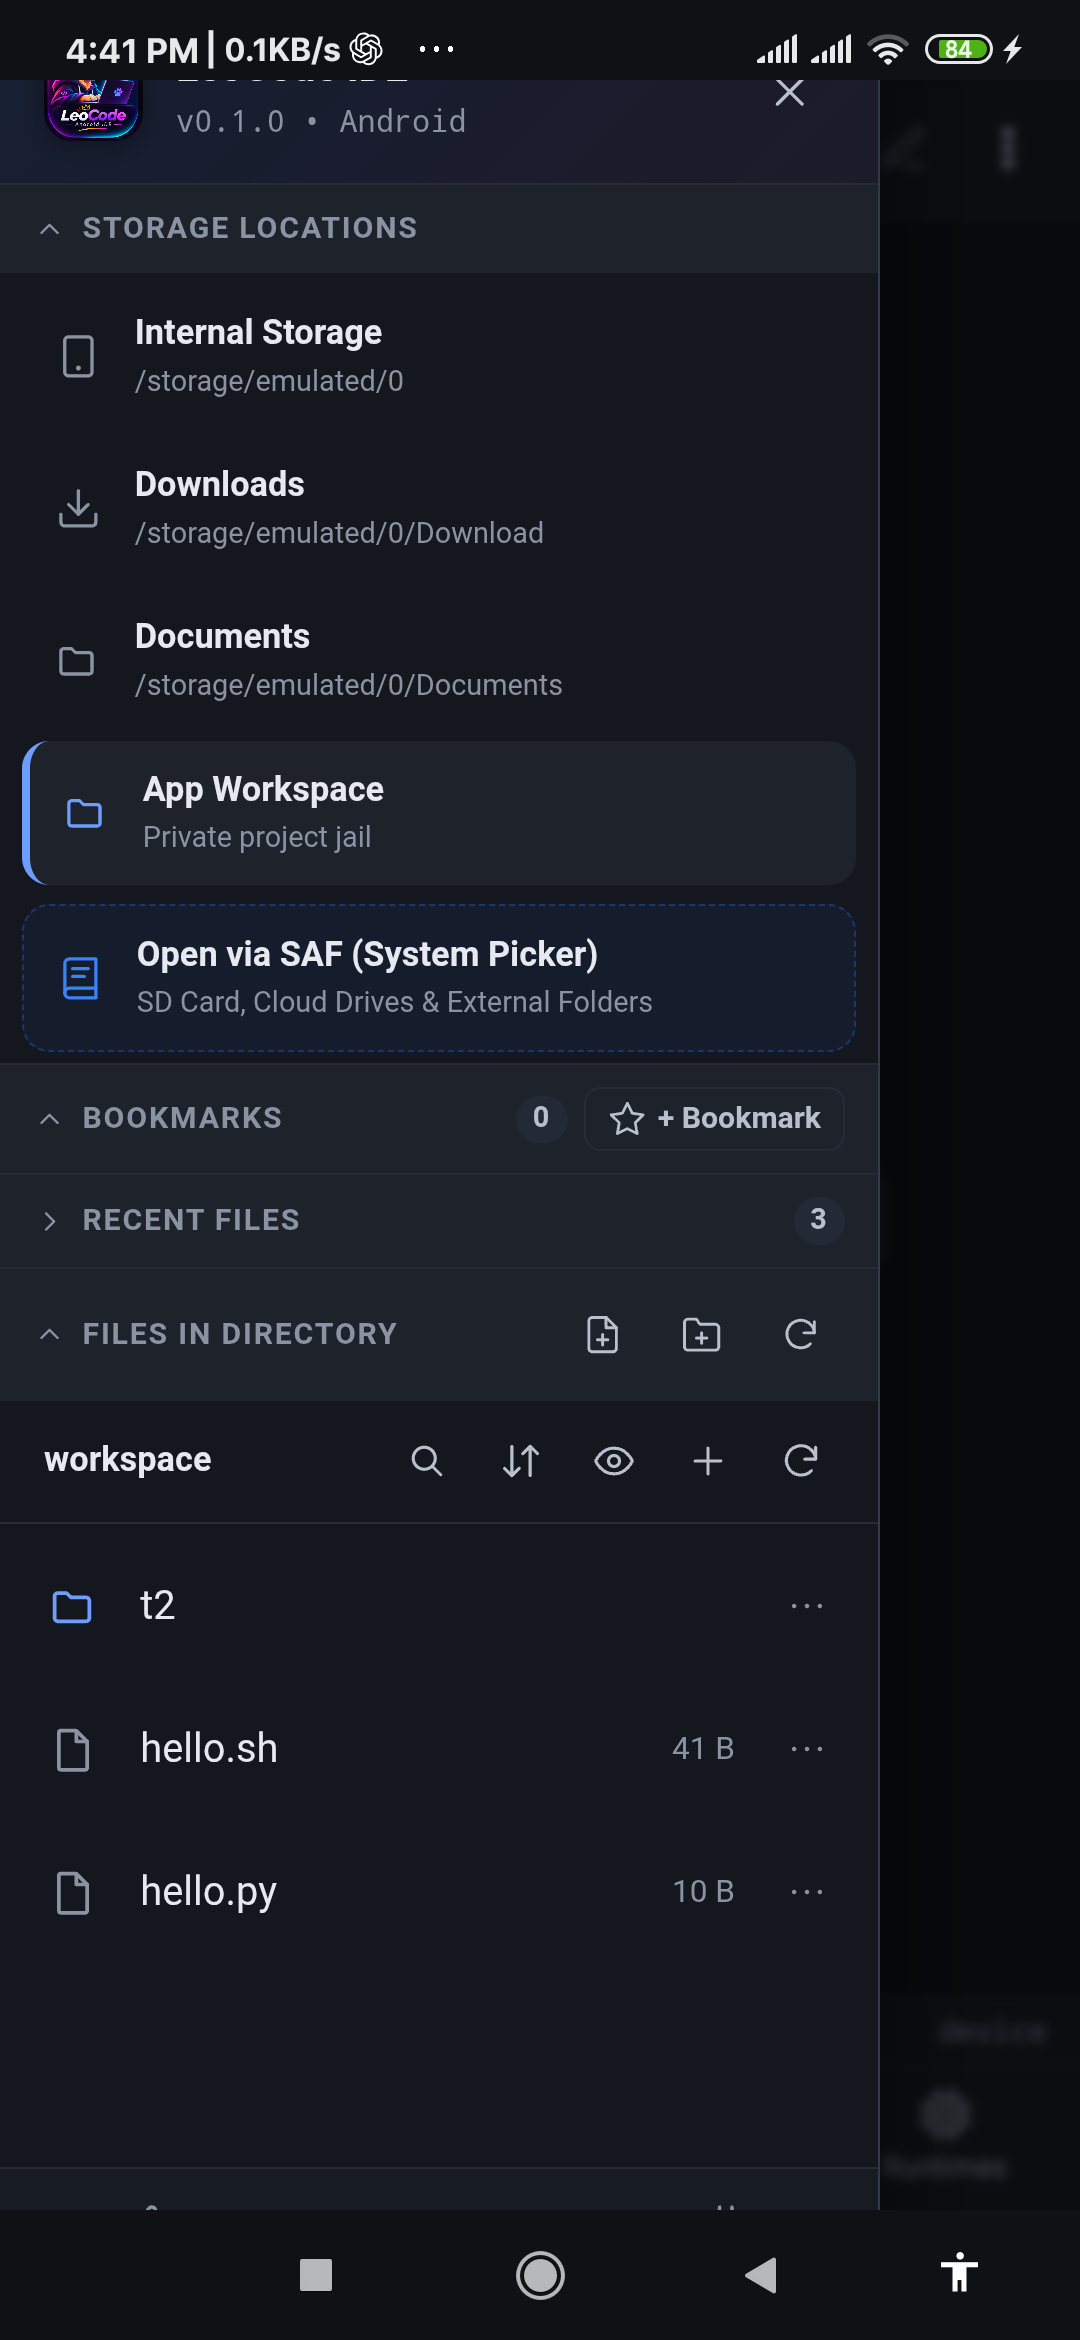 4:41 PM | 0.1KB/s ...
84
LeoCode
v0.1.0 • Android
STORAGE LOCATIONS
Internal Storage
/storage/emulated/0
Downloads
/storage/emulated/0/Download
Documents
/storage/emulated/0/Documents
App Workspace
Private project jail
Open via SAF (System Picker)
SD Card, Cloud Drives & External Folders
BOOKMARKS
0
+ Bookmark
RECENT FILES
3
FILES IN DIRECTORY
workspace
t2
hello.sh
41 B
hello.py
10 B
device
Runtimes